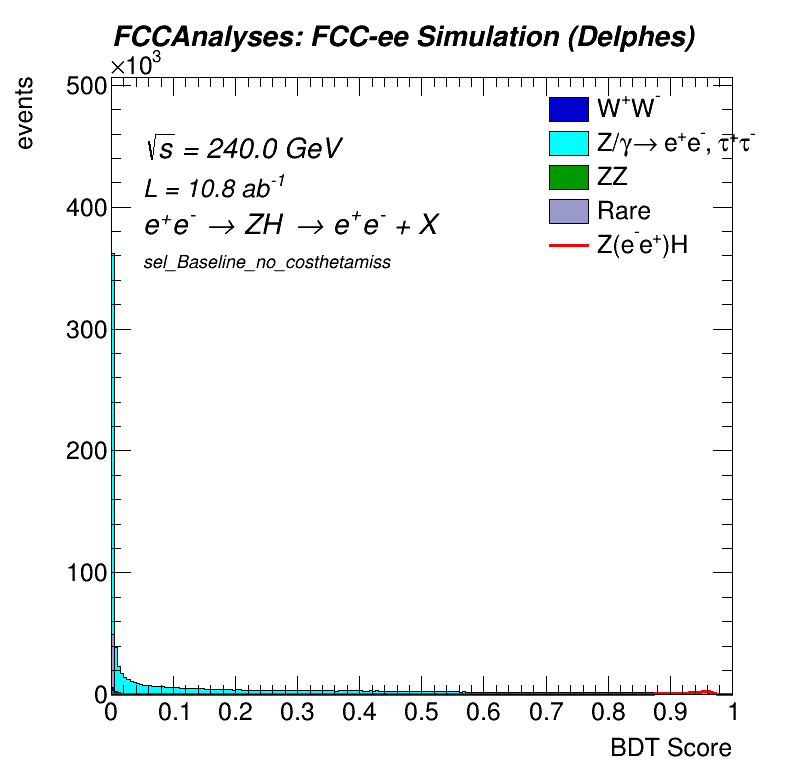 FCCAnalyses: FCC-ee Simulation (Delphes)
×10³
events
500
400
300
200
100
0
√s = 240.0 GeV
L = 10.8 ab⁻¹
e⁺e⁻ → ZH → e⁺e⁻ + X
sel_Baseline_no_costhetamiss
W⁺W⁻
Z/γ→ e⁺e⁻, τ⁺τ⁻
ZZ
Rare
Z(e⁻e⁺)H
0 0.1 0.2 0.3 0.4 0.5 0.6 0.7 0.8 0.9 1
BDT Score